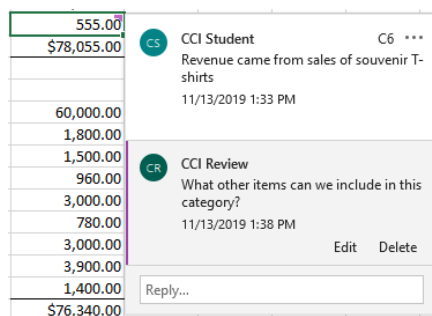 555.00
$78,055.00
60,000.00
1,800.00
1,500.00
960.00
3,000.00
780.00
3,000.00
3,900.00
1,400.00
$76,340.00
CS
CCI Student
C6 •••
Revenue came from sales of souvenir T-
shirts
11/13/2019 1:33 PM
CR
CCI Review
What other items can we include in this
category?
11/13/2019 1:38 PM
Edit Delete
Reply...